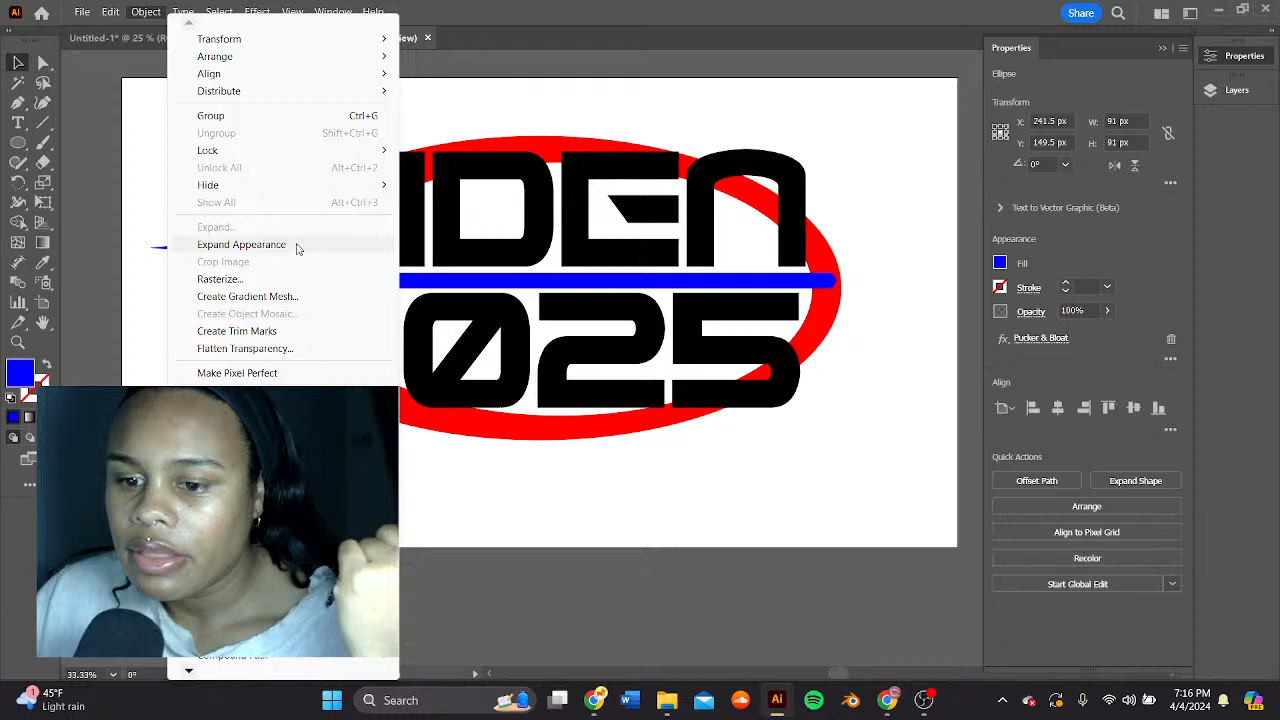 Ai
File Edit Object Type Select Effect View Window Help
Share
Untitled-1* @ 25 % (R
iew)
Transform
Arrange
Align
Distribute
Group Ctrl+G
Ungroup Shift+Ctrl+G
Lock
Unlock All Alt+Ctrl+2
Hide
Show All Alt+Ctrl+3
Expand...
Expand Appearance
Crop Image
Rasterize...
Create Gradient Mesh...
Create Object Mosaic...
Create Trim Marks
Flatten Transparency...
Make Pixel Perfect
IDEN
025
Properties
Ellipse
Transform
X: 241.5 px W: 91 px
Y: 149.5 px H: 91 px
0°
Text to Vector Graphic (Beta)
Appearance
Fill
Stroke
Opacity 100%
fx Pucker & Bloat
Align
Quick Actions
Offset Path Expand Shape
Arrange
Align to Pixel Grid
Recolor
Start Global Edit
Properties
Layers
33.33% 0°
45°F
Light rain
Search
7:16 PM
4/4/2024